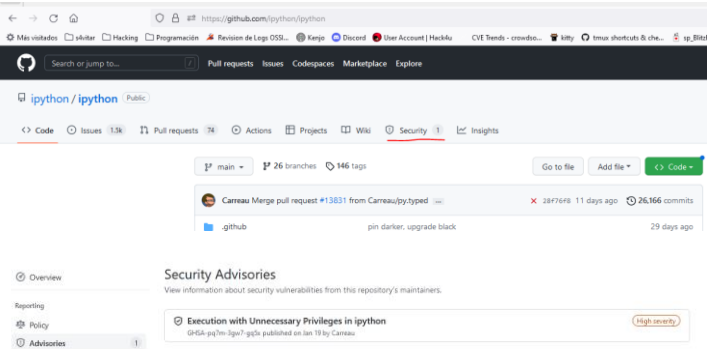 https://github.com/ipython/ipython
Más visitados s4vitar Hacking Programación Revision de Logs OSSI... Kenjo Discord User Account | Hack4u CVE Trends - crowdso... kitty tmux shortcuts & che... sp_Blitz
Search or jump to... / Pull requests Issues Codespaces Marketplace Explore
ipython / ipython Public
<> Code Issues 1.5k Pull requests 74 Actions Projects Wiki Security 1 Insights
main 26 branches 146 tags Go to file Add file <> Code
Carreau Merge pull request #13831 from Carreau/py.typed ... 28f76f8 11 days ago 26,166 commits
.github pin darker, upgrade black 29 days ago
Overview
Security Advisories
View information about security vulnerabilities from this repository's maintainers.
Reporting
Policy
Advisories 1
Execution with Unnecessary Privileges in ipython High severity
GHSA-pq7m-3gw7-gq5x published on Jan 19 by Carreau